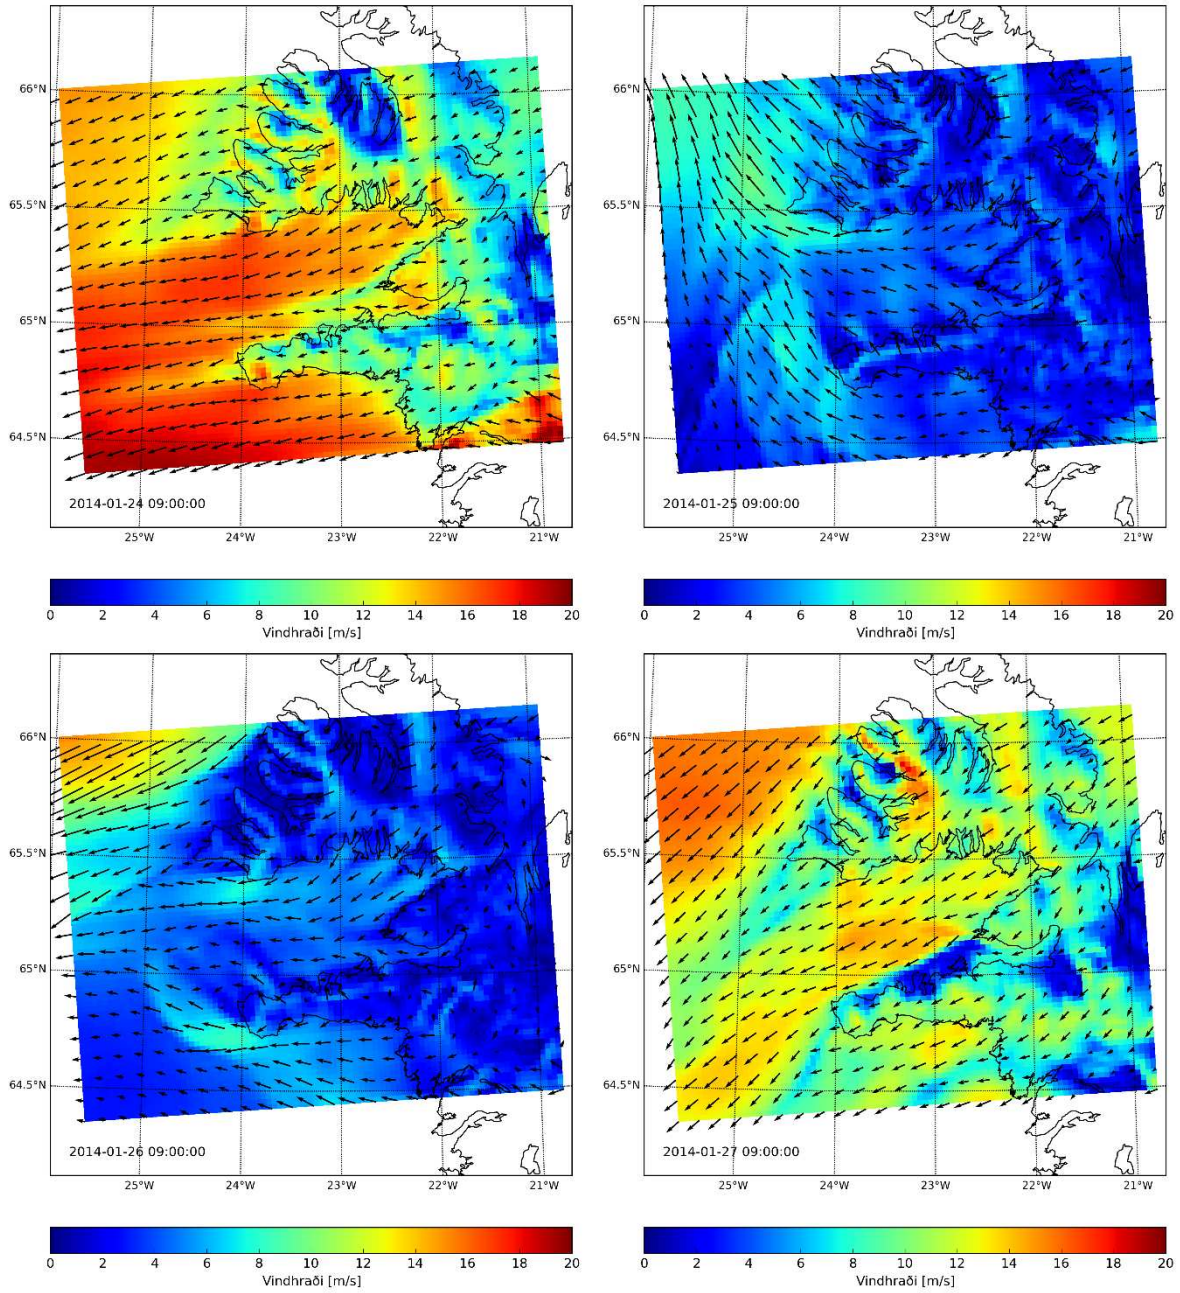 66°N
65.5°N
65°N
64.5°N
2014-01-24 09:00:00
25°W 24°W 23°W 22°W 21°W
0 2 4 6 8 10 12 14 16 18 20
Vindhraði [m/s]
66°N
65.5°N
65°N
64.5°N
2014-01-25 09:00:00
25°W 24°W 23°W 22°W 21°W
0 2 4 6 8 10 12 14 16 18 20
Vindhraði [m/s]
66°N
65.5°N
65°N
64.5°N
2014-01-26 09:00:00
25°W 24°W 23°W 22°W 21°W
0 2 4 6 8 10 12 14 16 18 20
Vindhraði [m/s]
66°N
65.5°N
65°N
64.5°N
2014-01-27 09:00:00
25°W 24°W 23°W 22°W 21°W
0 2 4 6 8 10 12 14 16 18 20
Vindhraði [m/s]